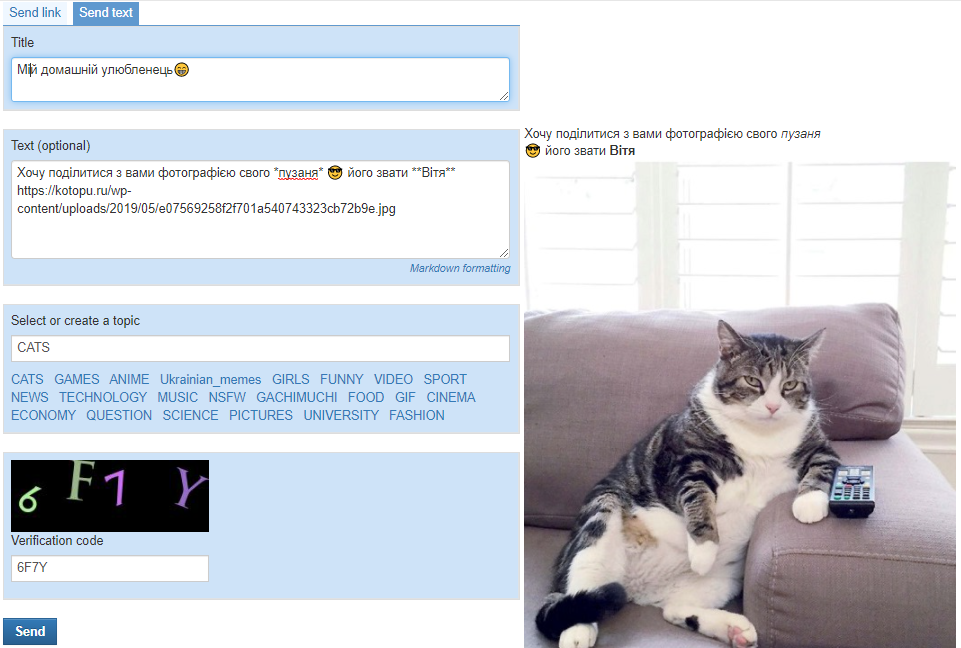 Send link Send text
Title
Мій домашній улюбленець😁
Text (optional)
Хочу поділитися з вами фотографією свого *пузаня* 😎 його звати **Вітя**
https://kotopu.ru/wp-
content/uploads/2019/05/e07569258f2f701a540743323cb72b9e.jpg
Markdown formatting
Select or create a topic
CATS
CATS GAMES ANIME Ukrainian_memes GIRLS FUNNY VIDEO SPORT
NEWS TECHNOLOGY MUSIC NSFW GACHIMUCHI FOOD GIF CINEMA
ECONOMY QUESTION SCIENCE PICTURES UNIVERSITY FASHION
6F7Y
Verification code
6F7Y
Send
Хочу поділитися з вами фотографією свого пузаня
😎 його звати Вітя